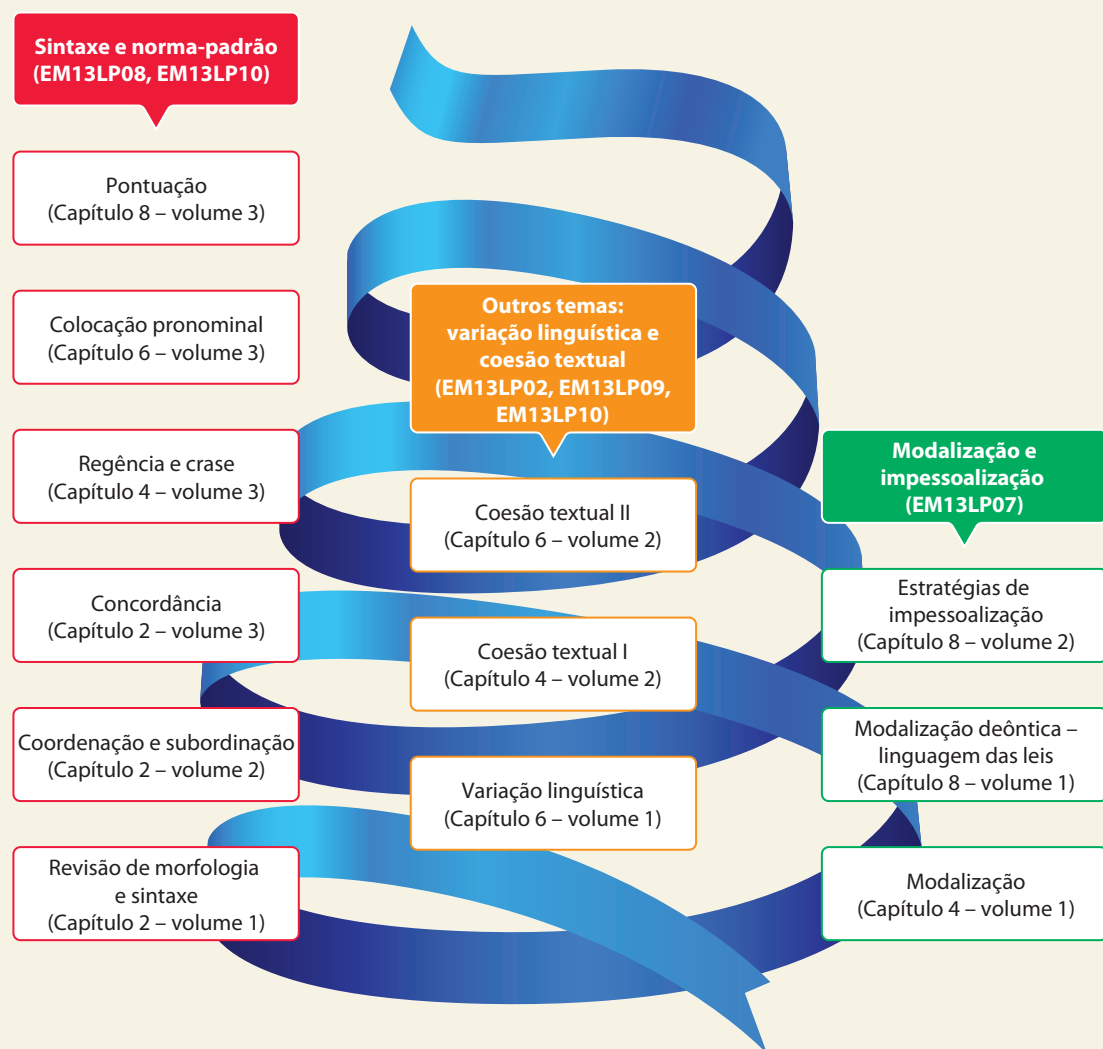 Sintaxe e norma-padrão
(EM13LP08, EM13LP10)
Pontuação
(Capítulo 8 – volume 3)
Colocação pronominal
(Capítulo 6 – volume 3)
Regência e crase
(Capítulo 4 – volume 3)
Concordância
(Capítulo 2 – volume 3)
Coordenação e subordinação
(Capítulo 2 – volume 2)
Revisão de morfologia
e sintaxe
(Capítulo 2 – volume 1)
Outros temas:
variação linguística e
coesão textual
(EM13LP02, EM13LP09,
EM13LP10)
Coesão textual II
(Capítulo 6 – volume 2)
Coesão textual I
(Capítulo 4 – volume 2)
Variação linguística
(Capítulo 6 – volume 1)
Modalização e
impessoalização
(EM13LP07)
Estratégias de
impessoalização
(Capítulo 8 – volume 2)
Modalização deôntica –
linguagem das leis
(Capítulo 8 – volume 1)
Modalização
(Capítulo 4 – volume 1)